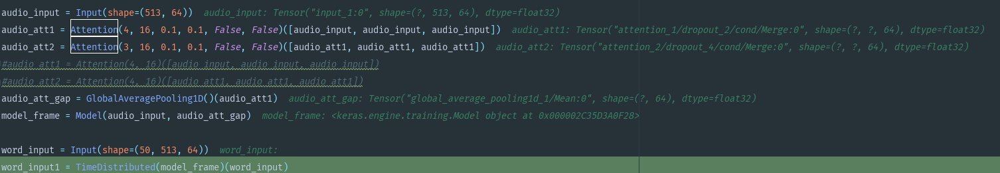 audio_input = Input(shape=(513, 64))  audio_input: Tensor("input_1:0", shape=(?, 513, 64), dtype=float32)
audio_att1 = Attention(4, 16, 0.1, 0.1, False, False)([audio_input, audio_input, audio_input])  audio_att1: Tensor("attention_1/dropout_2/cond/Merge:0", shape=(?, ?, 64), dtype=float32)
audio_att2 = Attention(3, 16, 0.1, 0.1, False, False)([audio_att1, audio_att1, audio_att1])  audio_att2: Tensor("attention_2/dropout_4/cond/Merge:0", shape=(?, ?, 64), dtype=float32)
#audio_att1 = Attention(4, 16)([audio_input, audio_input, audio_input])
#audio_att2 = Attention(4, 16)([audio_att1, audio_att1, audio_att1])
audio_att_gap = GlobalAveragePooling1D()(audio_att1)  audio_att_gap: Tensor("global_average_pooling1d_1/Mean:0", shape=(?, 64), dtype=float32)
model_frame = Model(audio_input, audio_att_gap)  model_frame: <keras.engine.training.Model object at 0x000002C35D3A0F28>
word_input = Input(shape=(50, 513, 64))  word_input:
word_input1 = TimeDistributed(model_frame)(word_input)